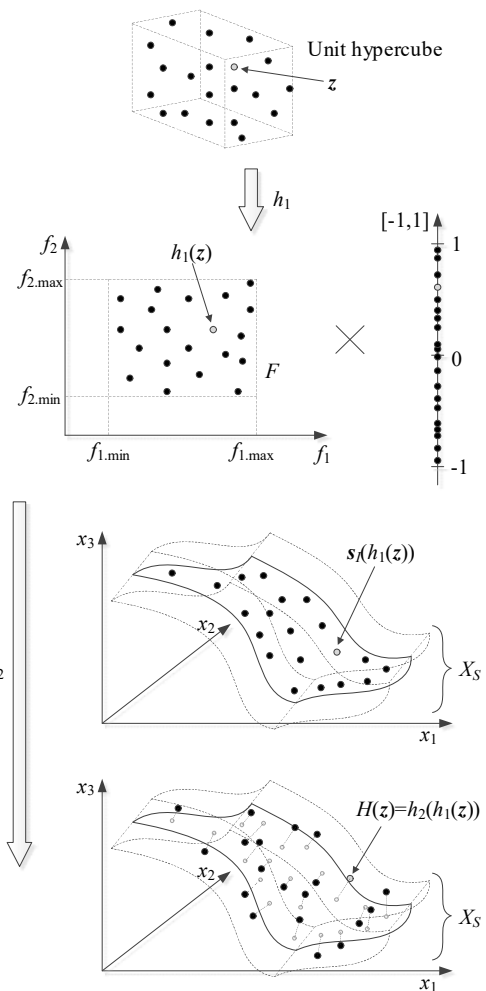 Unit hypercube
z
h1
[-1,1]
f2
h1(z)
1
f2.max
F
0
f2.min
f1.min
f1.max
f1
-1
x3
sI(h1(z))
x2
XS
x1
x3
H(z)=h2(h1(z))
x2
XS
x1